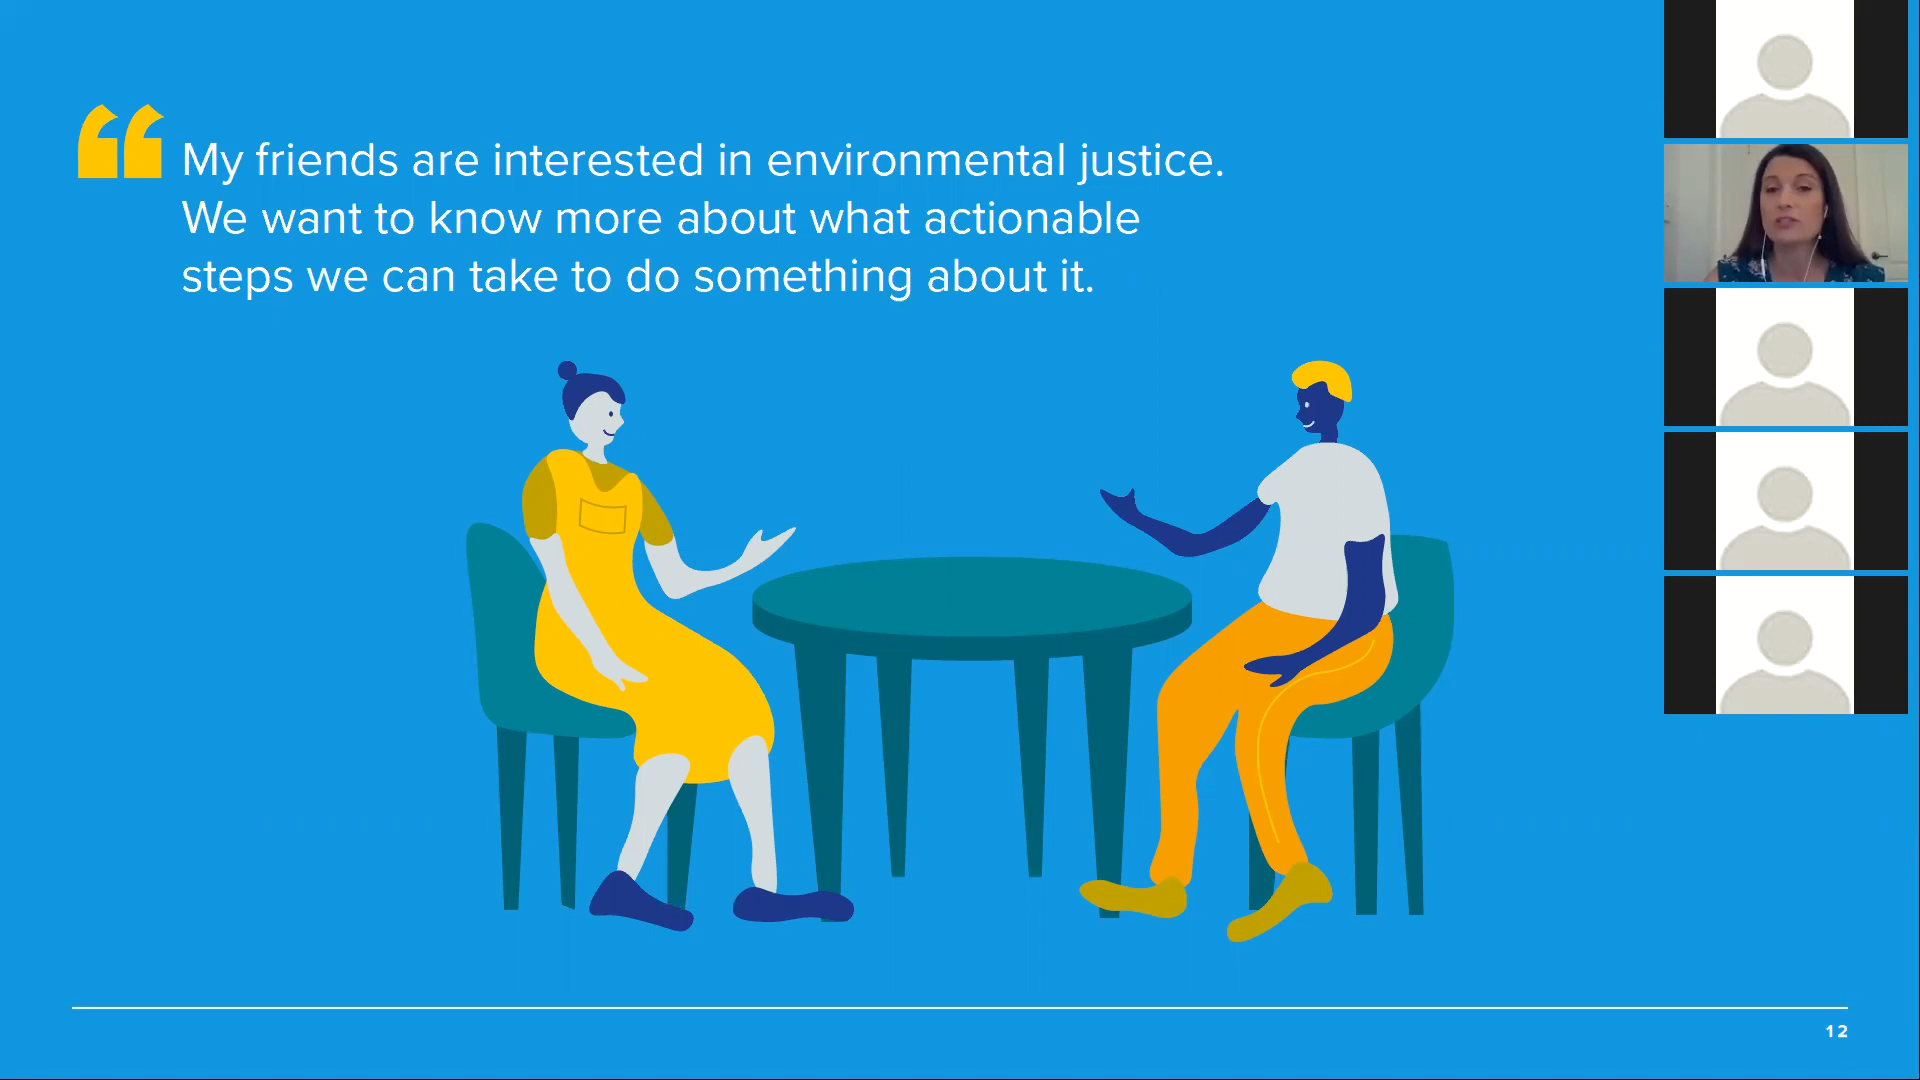 “ My friends are interested in environmental justice.
We want to know more about what actionable
steps we can take to do something about it.
12